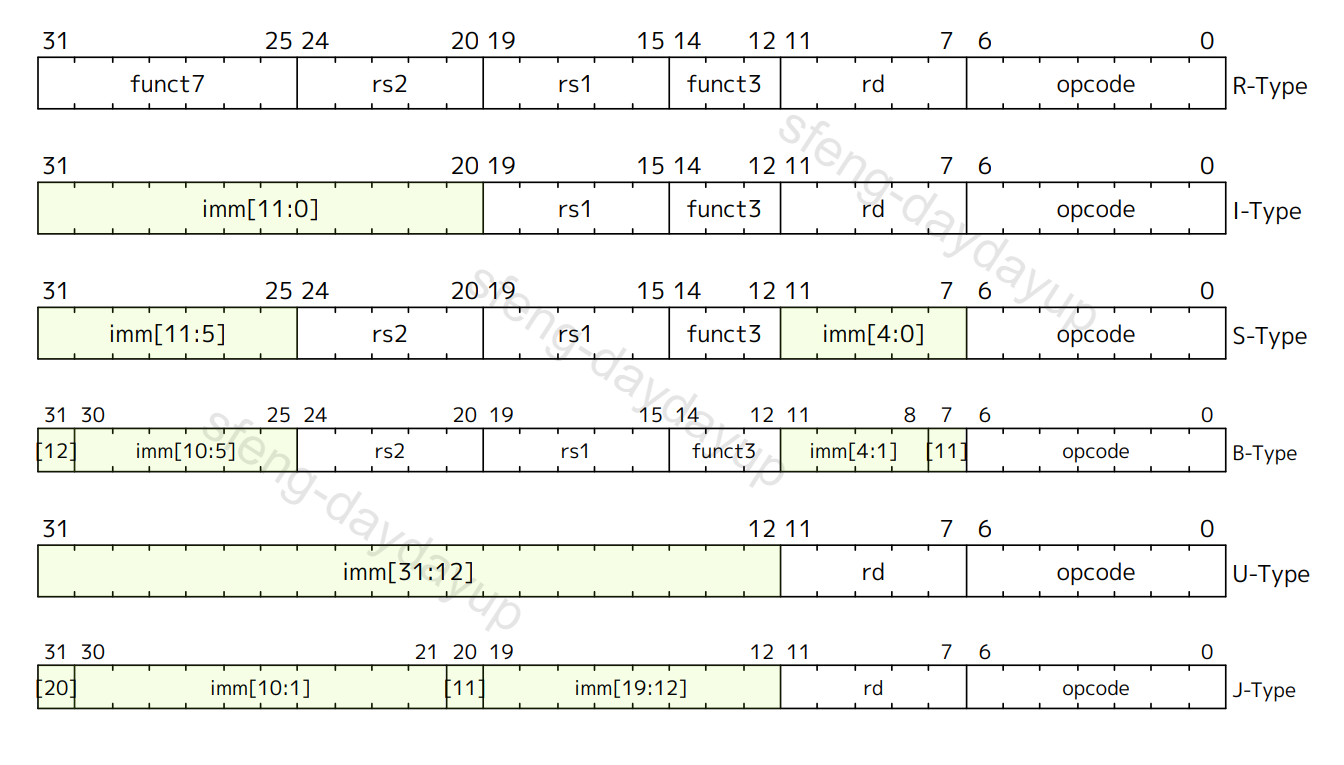 31 25 24 20 19 15 14 12 11 7 6 0
funct7 rs2 rs1 funct3 rd opcode R-Type
31 20 19 15 14 12 11 7 6 0
imm[11:0] rs1 funct3 rd opcode I-Type
31 25 24 20 19 15 14 12 11 7 6 0
imm[11:5] rs2 rs1 funct3 imm[4:0] opcode S-Type
31 30 25 24 20 19 15 14 12 11 8 7 6 0
[12] imm[10:5] rs2 rs1 funct3 imm[4:1] [11] opcode B-Type
31 12 11 7 6 0
imm[31:12] rd opcode U-Type
31 30 21 20 19 12 11 7 6 0
[20] imm[10:1] [11] imm[19:12] rd opcode J-Type
sfeng-daydayup
sfeng-daydayup
sfeng-daydayup